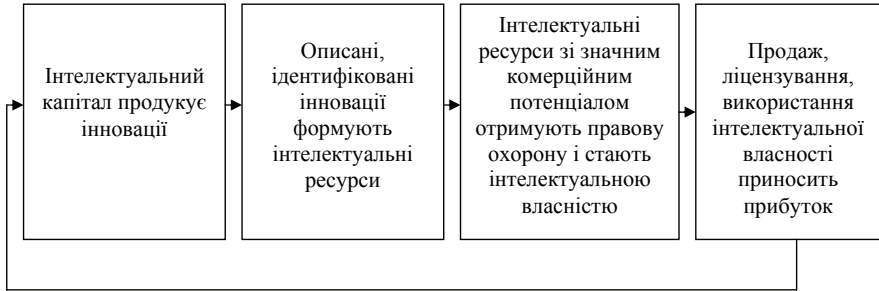 Інтелектуальний
капітал продукує
інновації
Описані,
ідентифіковані
інновації
формують
інтелектуальні
ресурси
Інтелектуальні
ресурси зі значним
комерційним
потенціалом
отримують правову
охорону і стають
інтелектуальною
власністю
Продаж,
ліцензування,
використання
інтелектуальної
власності
приносить
прибуток